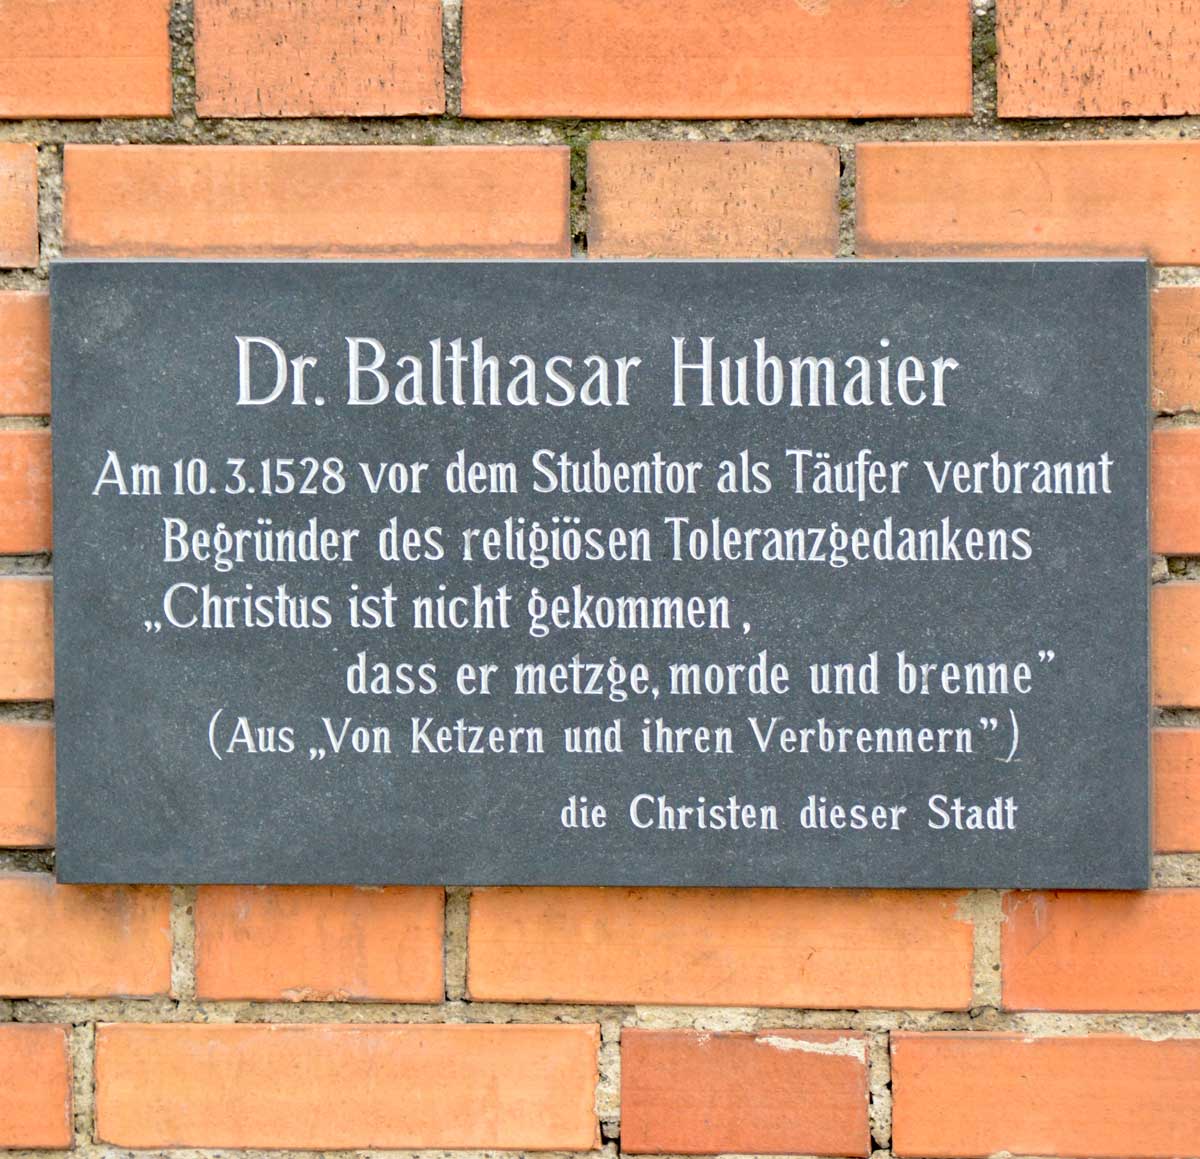 Dr. Balthasar Hubmaier
Am 10.3.1528 vor dem Stubentor als Täufer verbrannt
Begründer des religiösen Toleranzgedankens
„Christus ist nicht gekommen,
dass er metzge, morde und brenne”
(Aus „Von Ketzern und ihren Verbrennern”)
die Christen dieser Stadt